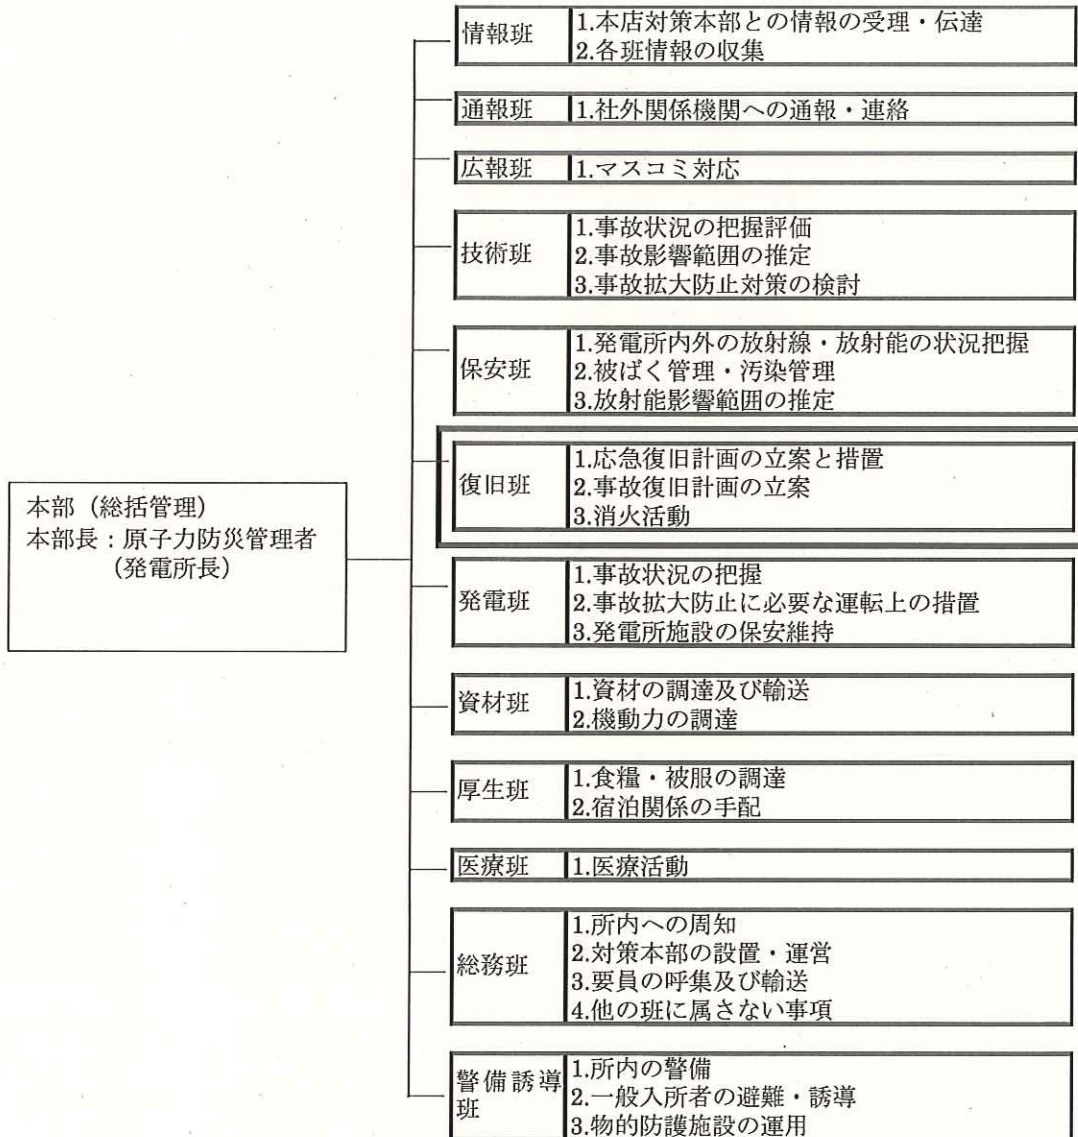 情報班
1.本店対策本部との情報の受理・伝達
2.各班情報の収集
通報班
1.社外関係機関への通報・連絡
広報班
1.マスコミ対応
技術班
1.事故状況の把握評価
2.事故影響範囲の推定
3.事故拡大防止対策の検討
保安班
1.発電所内外の放射線・放射能の状況把握
2.被ばく管理・汚染管理
3.放射能影響範囲の推定
復旧班
1.応急復旧計画の立案と措置
2.事故復旧計画の立案
3.消火活動
本部（総括管理）
本部長：原子力防災管理者
（発電所長）
発電班
1.事故状況の把握
2.事故拡大防止に必要な運転上の措置
3.発電所施設の保安維持
資材班
1.資材の調達及び輸送
2.機動力の調達
厚生班
1.食糧・被服の調達
2.宿泊関係の手配
医療班
1.医療活動
総務班
1.所内への周知
2.対策本部の設置・運営
3.要員の呼集及び輸送
4.他の班に属さない事項
警備誘導
班
1.所内の警備
2.一般入所者の避難・誘導
3.物的防護施設の運用